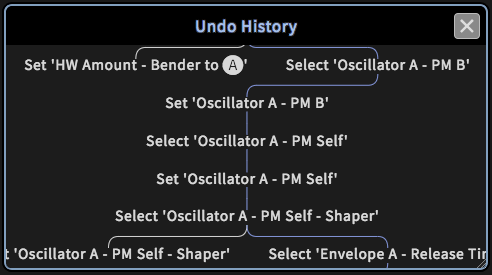 Undo History
Set 'HW Amount - Bender to A'
Select 'Oscillator A - PM B'
Set 'Oscillator A - PM B'
Select 'Oscillator A - PM Self'
Set 'Oscillator A - PM Self'
Select 'Oscillator A - PM Self - Shaper'
t 'Oscillator A - PM Self - Shaper'
Select 'Envelope A - Release Tim